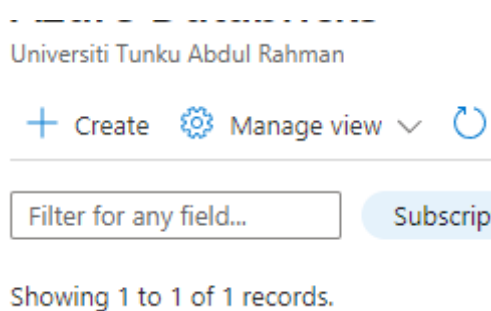 Universiti Tunku Abdul Rahman
Create Manage view
Filter for any field... Subscrip
Showing 1 to 1 of 1 records.